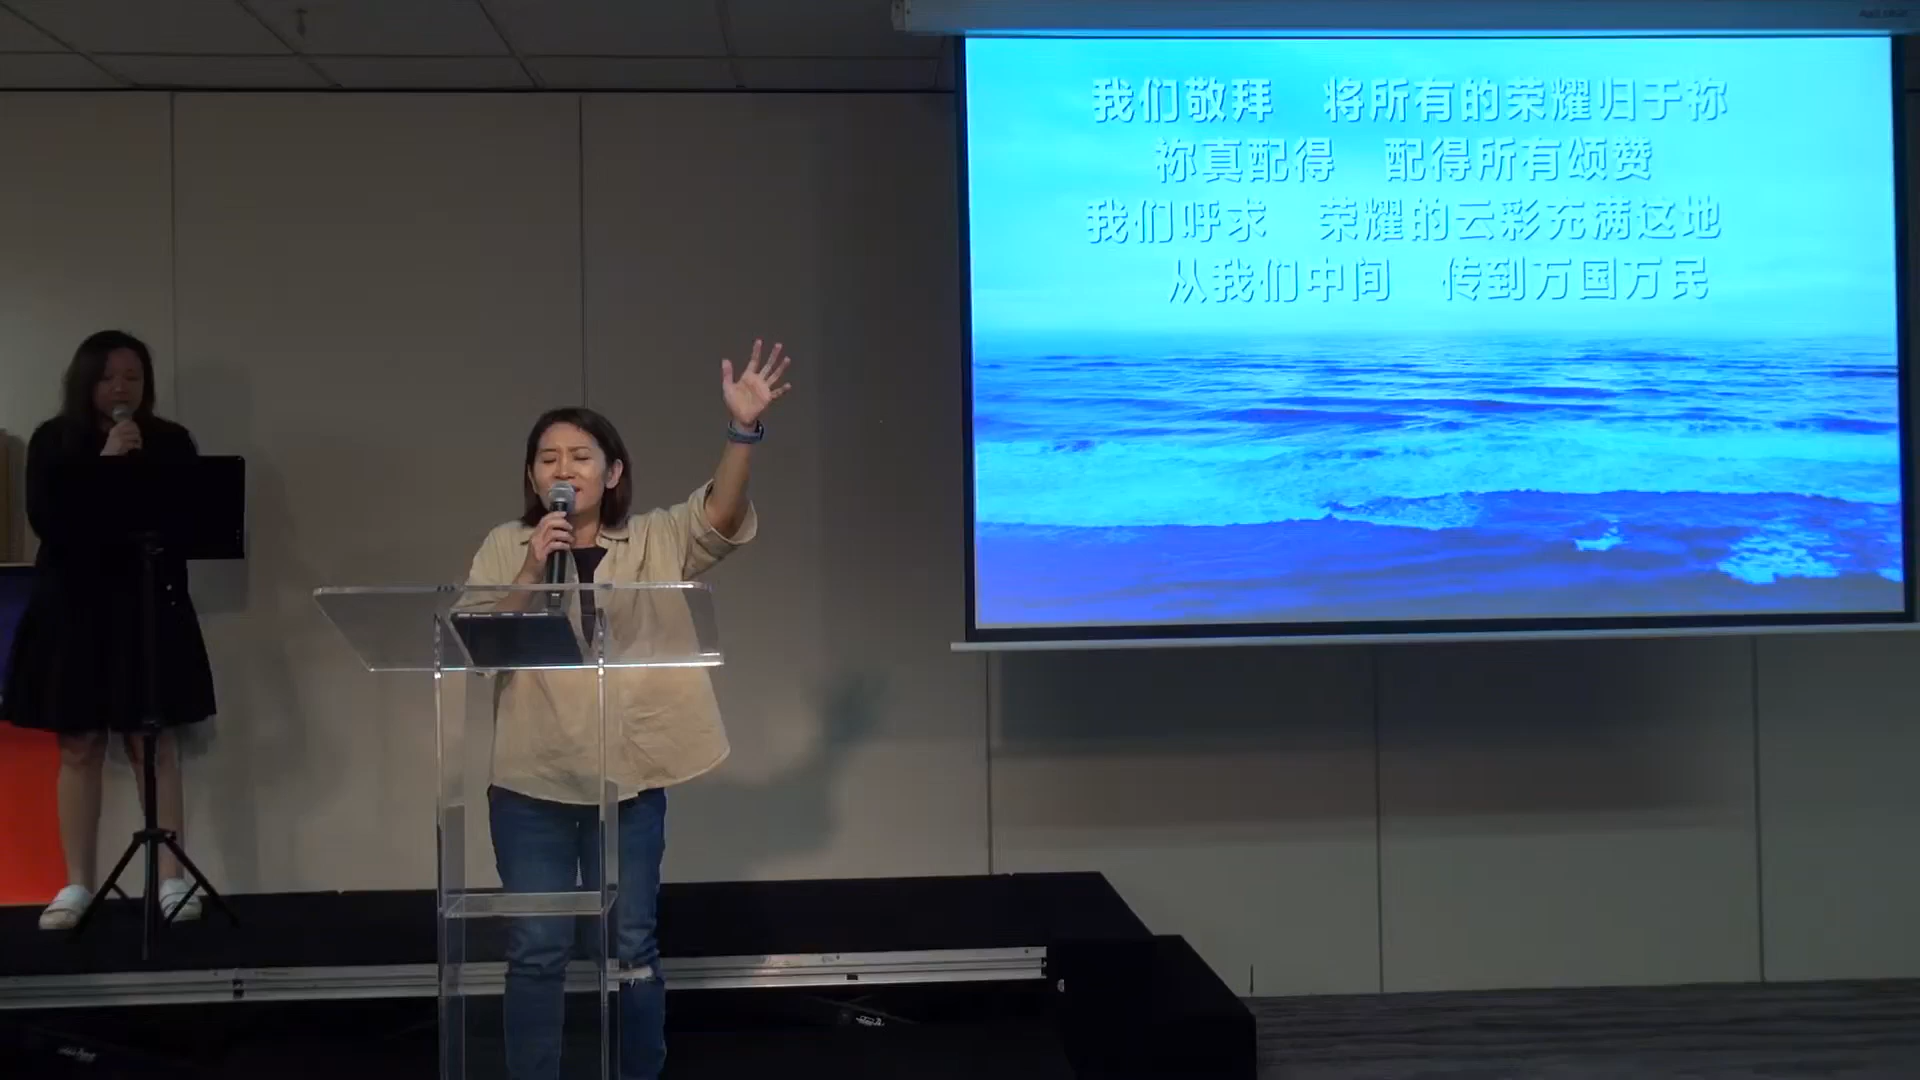 我们敬拜　将所有的荣耀归于祢
祢真配得　配得所有颂赞
我们呼求　荣耀的云彩充满这地
从我们中间　传到万国万民